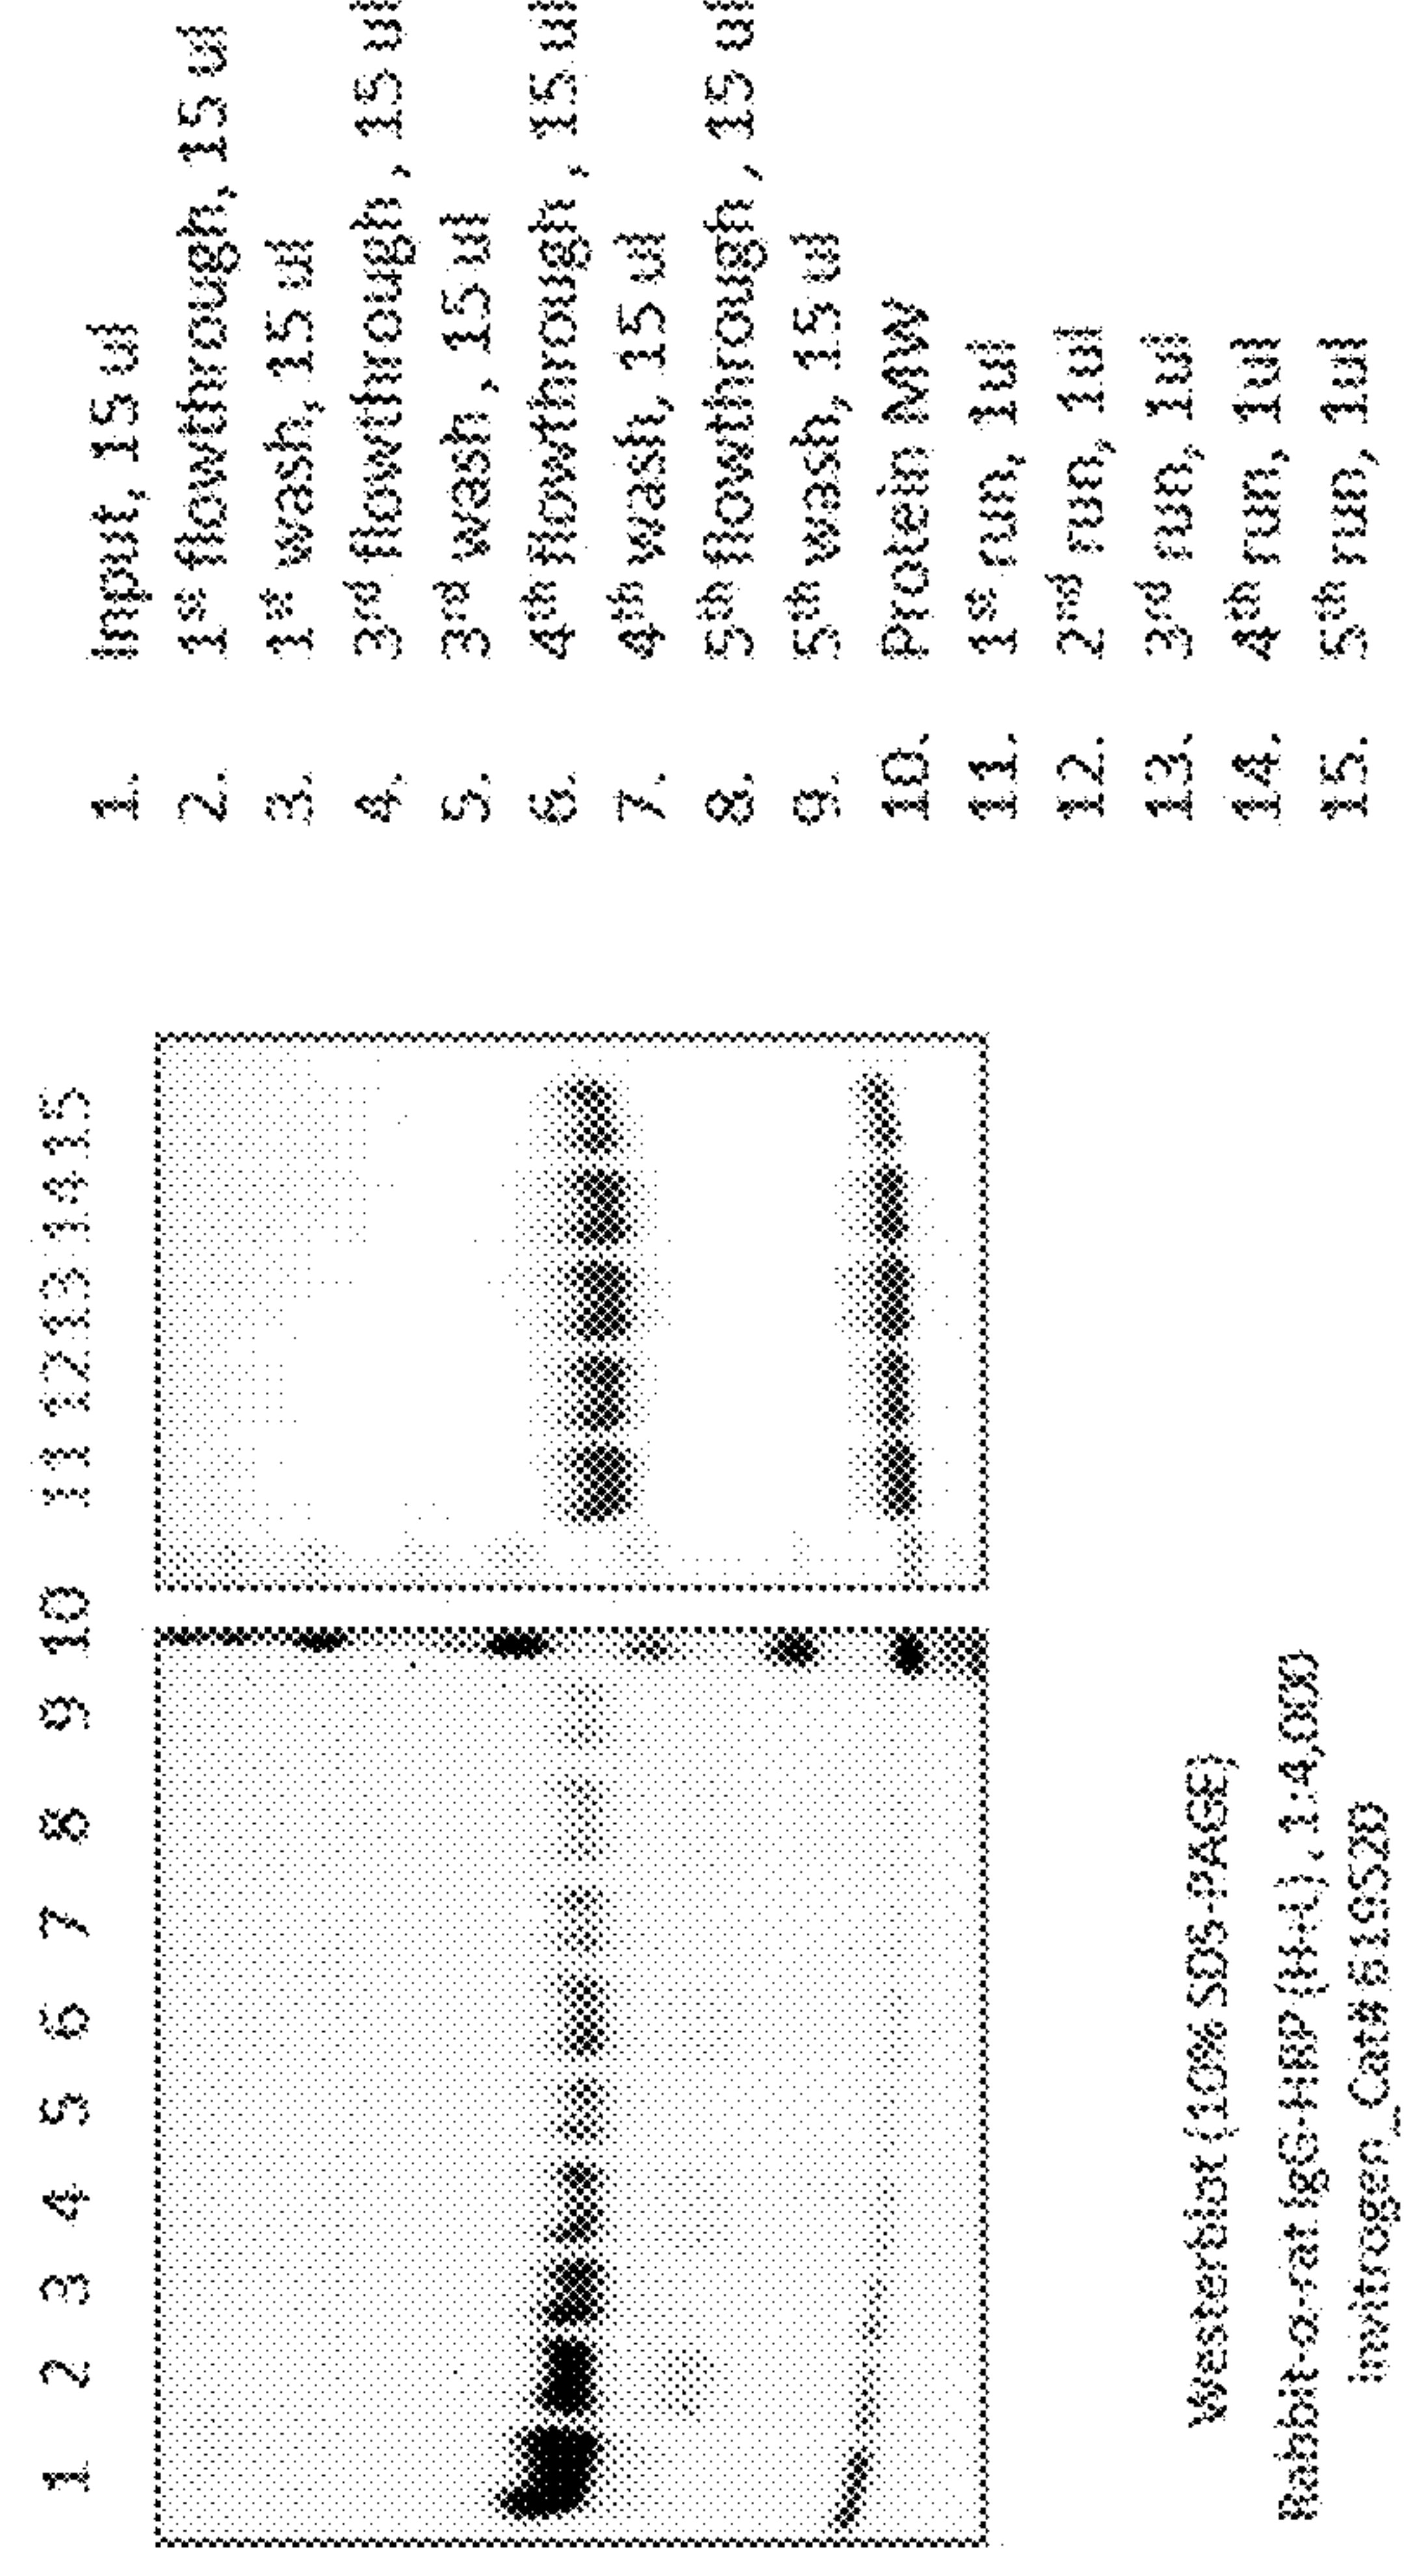 1 2 3 4 5 6 7 8 9 10 11 12 13 14 15
Westerblot (10% SDS-PAGE)
Rabbit-α-rat IgG-HRP (H+L), 1:4,000
Invitrogen_Cat# 619520
1. Input, 15 ul
2. 1st flowthrough, 15 ul
3. 1st wash, 15 ul
4. 3rd flowthrough, 15 ul
5. 3rd wash, 15 ul
6. 4th flowthrough, 15 ul
7. 4th wash, 15 ul
8. 5th flowthrough, 15 ul
9. 5th wash, 15 ul
10. Protein MW
11. 1st run, 1ul
12. 2nd run, 1ul
13. 3rd run, 1ul
14. 4th run, 1ul
15. 5th run, 1ul